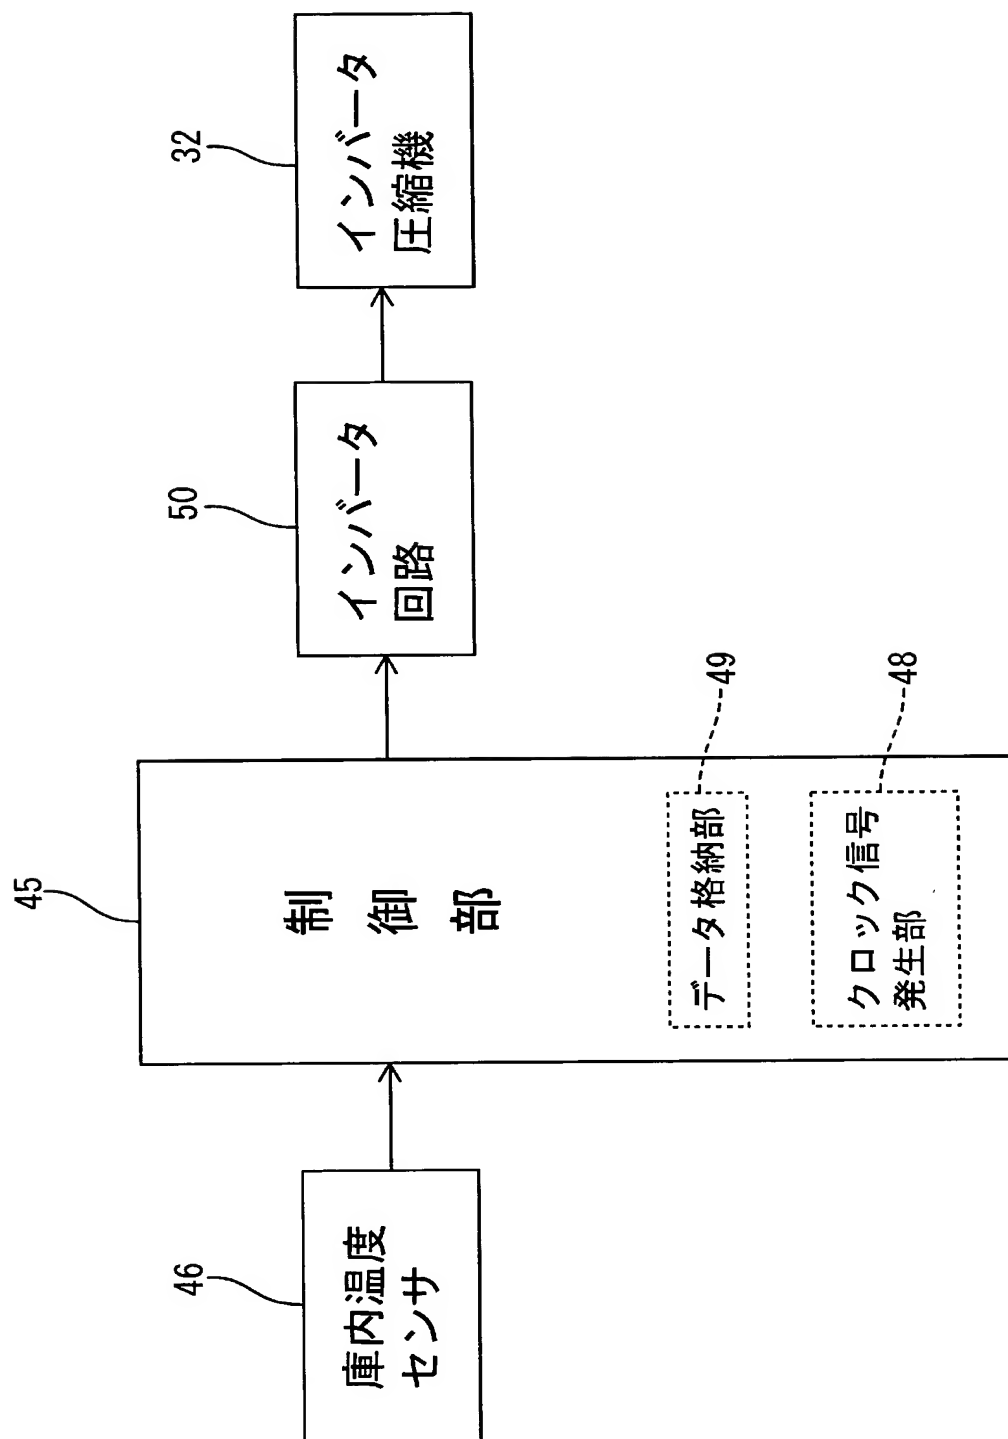 45
46
庫内温度
センサ
制
御
部
データ格納部
49
クロック信号
発生部
48
50
インバータ
回路
32
インバータ
圧縮機